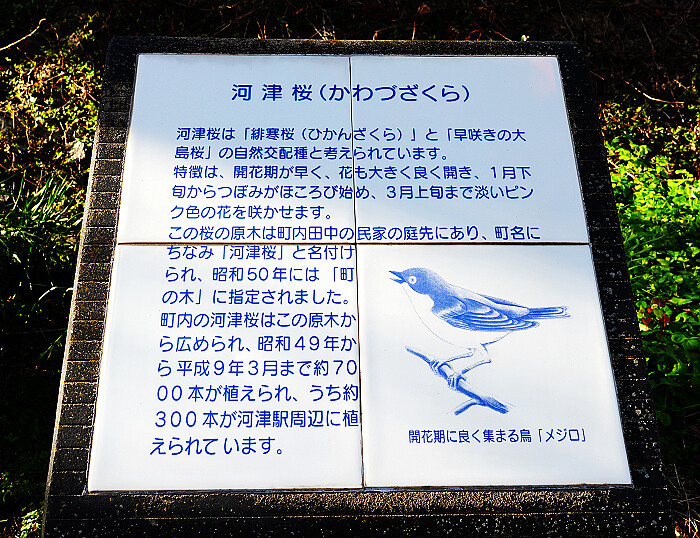 河津桜(かわづざくら)
河津桜は「緋寒桜(ひかんざくら)」と「早咲きの大
島桜」の自然交配種と考えられています。
特徴は、開花期が早く、花も大きく良く開き、1月下
旬からつぼみがほころび始め、3月上旬まで淡いピン
ク色の花を咲かせます。
この桜の原木は町内田中の民家の庭先にあり、町名に
ちなみ「河津桜」と名付け
られ、昭和50年には「町
の木」に指定されました。
町内の河津桜はこの原木か
ら広められ、昭和49年か
ら平成9年3月まで約70
00本が植えられ、うち約
300本が河津駅周辺に植
えられています。
開花期に良く集まる鳥「メジロ」